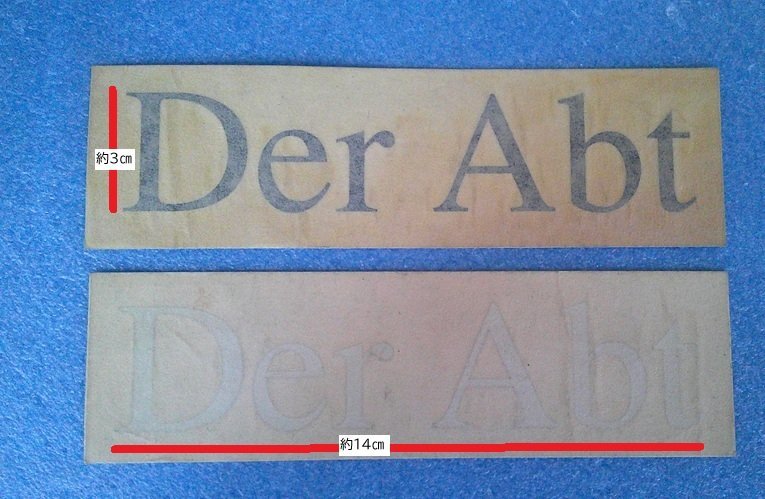 Der Abt
約3㎝
Der Abt
約14㎝